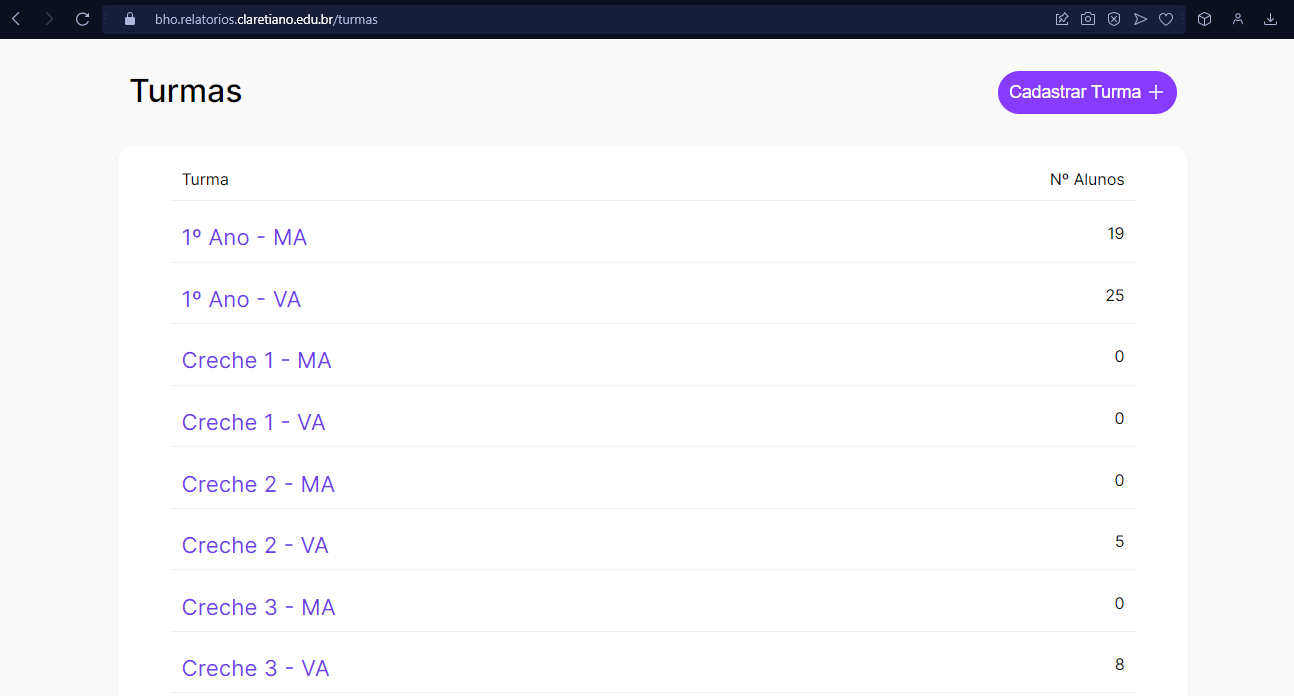 bho.relatorios.claretiano.edu.br/turmas
Turmas
Cadastrar Turma +
Turma Nº Alunos
1º Ano - MA 19
1º Ano - VA 25
Creche 1 - MA 0
Creche 1 - VA 0
Creche 2 - MA 0
Creche 2 - VA 5
Creche 3 - MA 0
Creche 3 - VA 8